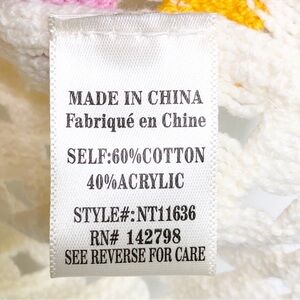 MADE IN CHINA
Fabriqué en Chine
SELF:60%COTTON
40%ACRYLIC
STYLE#:NT11636
RN# 142798
SEE REVERSE FOR CARE